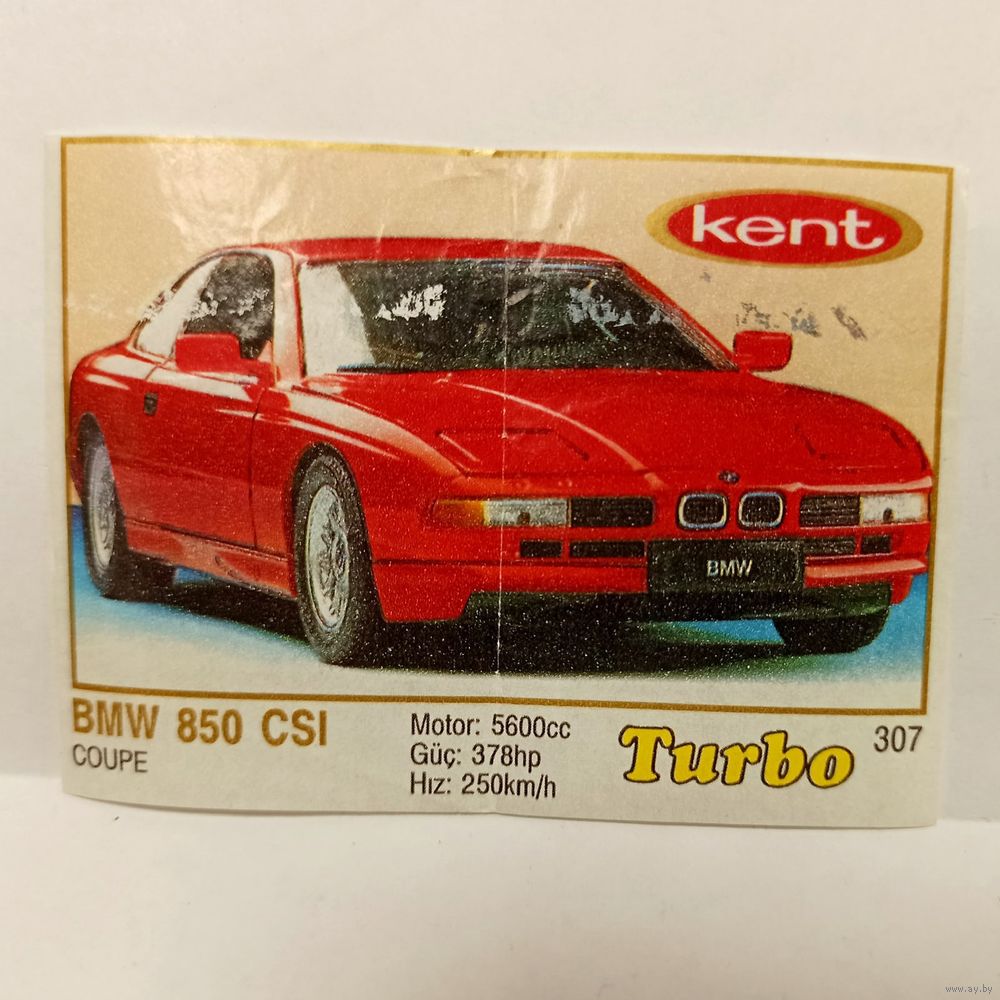 kent
BMW
BMW 850 CSI
COUPE
Motor: 5600cc
Güç: 378hp
Hız: 250km/h
Turbo
307
www.ay.by